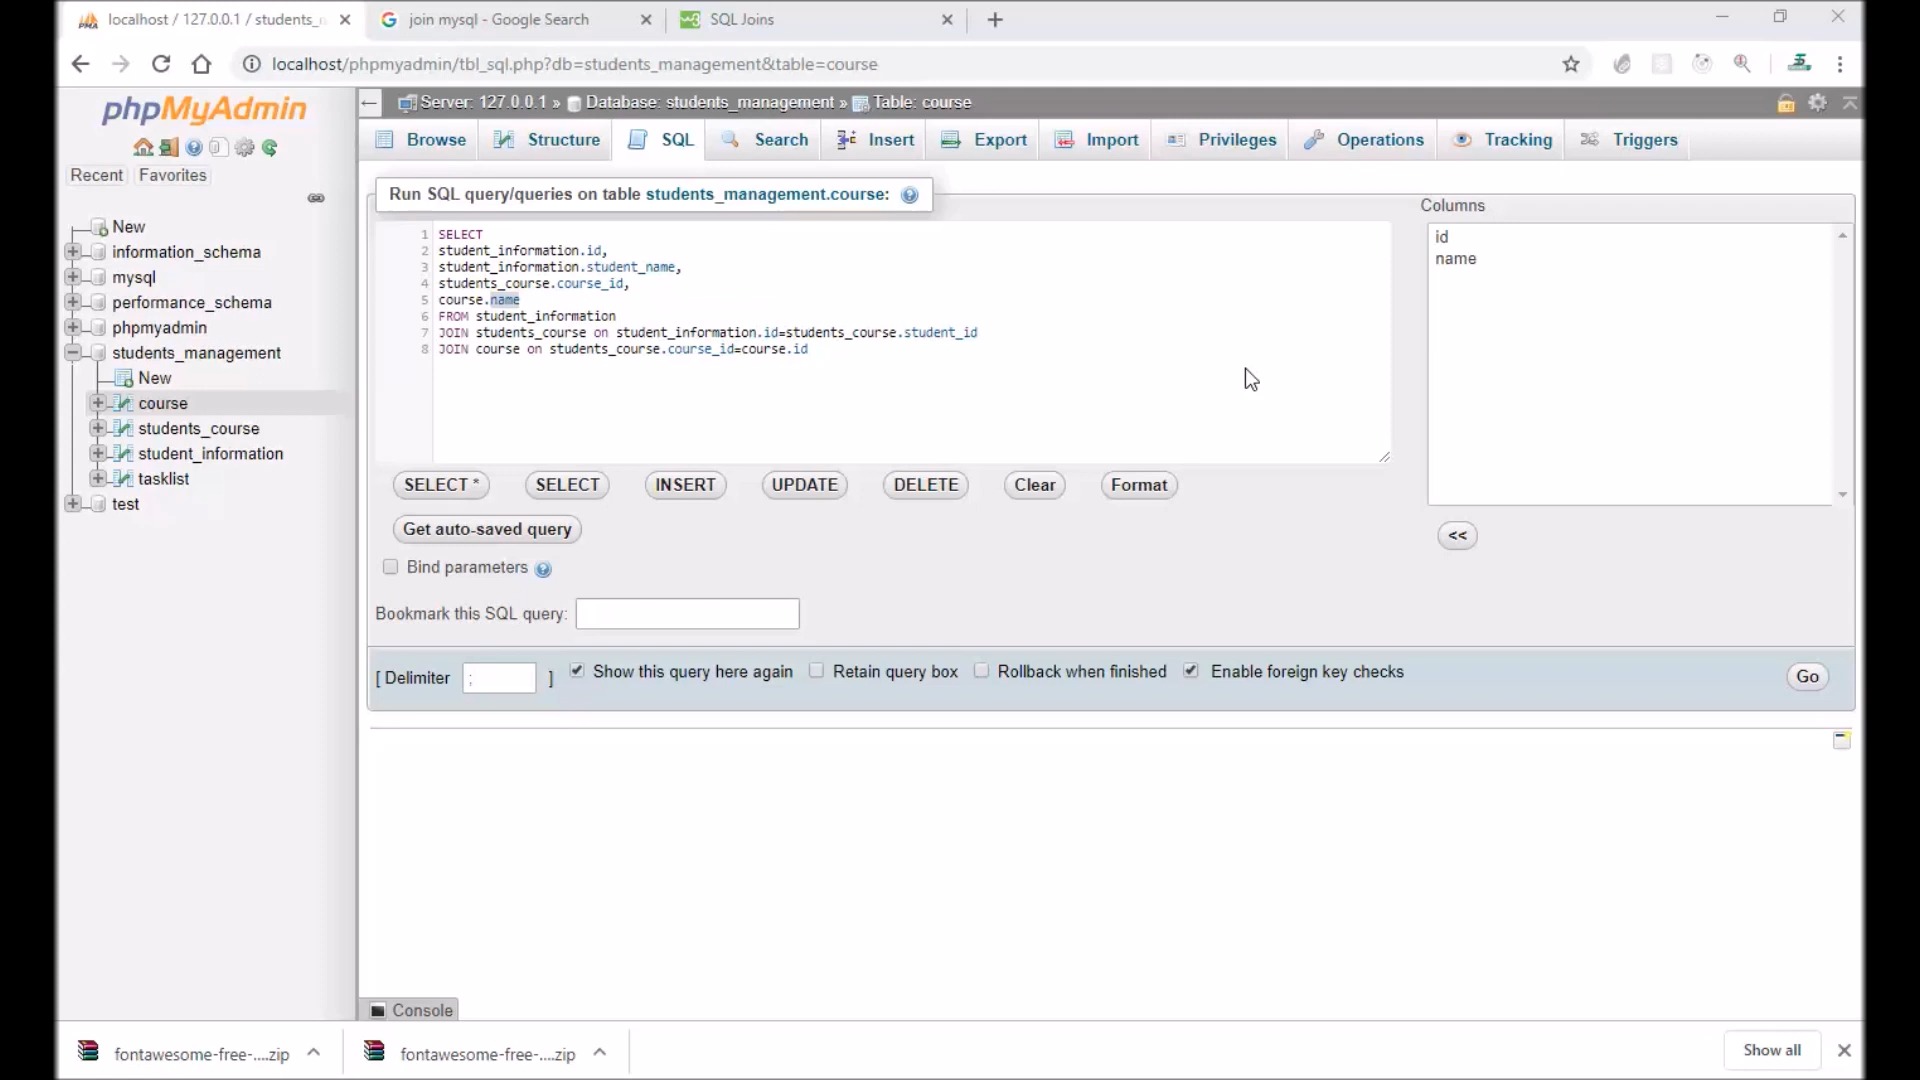 localhost / 127.0.0.1 / students_
join mysql - Google Search
SQL Joins
localhost/phpmyadmin/tbl_sql.php?db=students_management&table=course
phpMyAdmin
Recent
Favorites
New
information_schema
mysql
performance_schema
phpmyadmin
students_management
New
course
students_course
student_information
tasklist
test
Server: 127.0.0.1 » Database: students_management » Table: course
Browse
Structure
SQL
Search
Insert
Export
Import
Privileges
Operations
Tracking
Triggers
Run SQL query/queries on table students_management.course:
1 SELECT
2 student_information.id,
3 student_information.student_name,
4 students_course.course_id,
5 course.name
6 FROM student_information
7 JOIN students_course on student_information.id=students_course.student_id
8 JOIN course on students_course.course_id=course.id
Columns
id
name
<<
SELECT *
SELECT
INSERT
UPDATE
DELETE
Clear
Format
Get auto-saved query
Bind parameters
Bookmark this SQL query:
[ Delimiter ; ]
Show this query here again
Retain query box
Rollback when finished
Enable foreign key checks
Go
Console
fontawesome-free-....zip
fontawesome-free-....zip
Show all